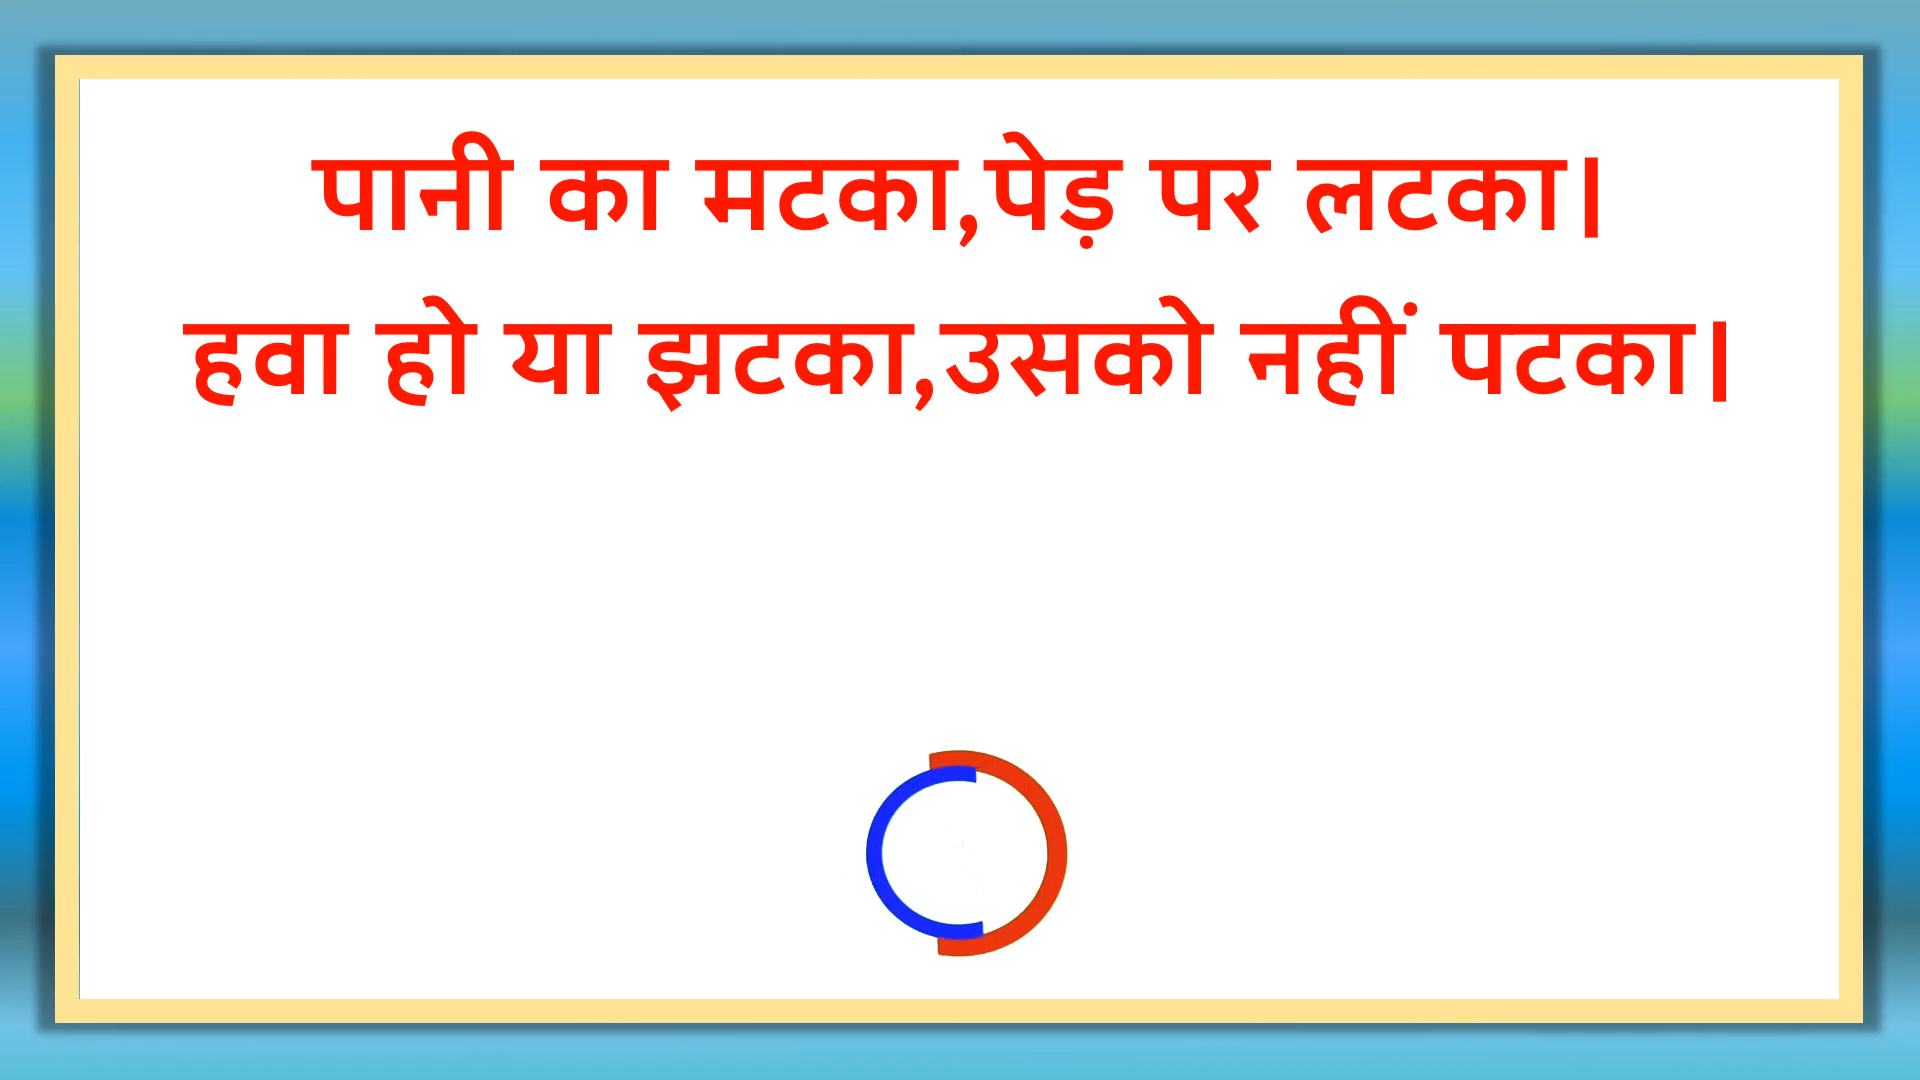 पानी का मटका,पेड़ पर लटका।
हवा हो या झटका,उसको नहीं पटका।